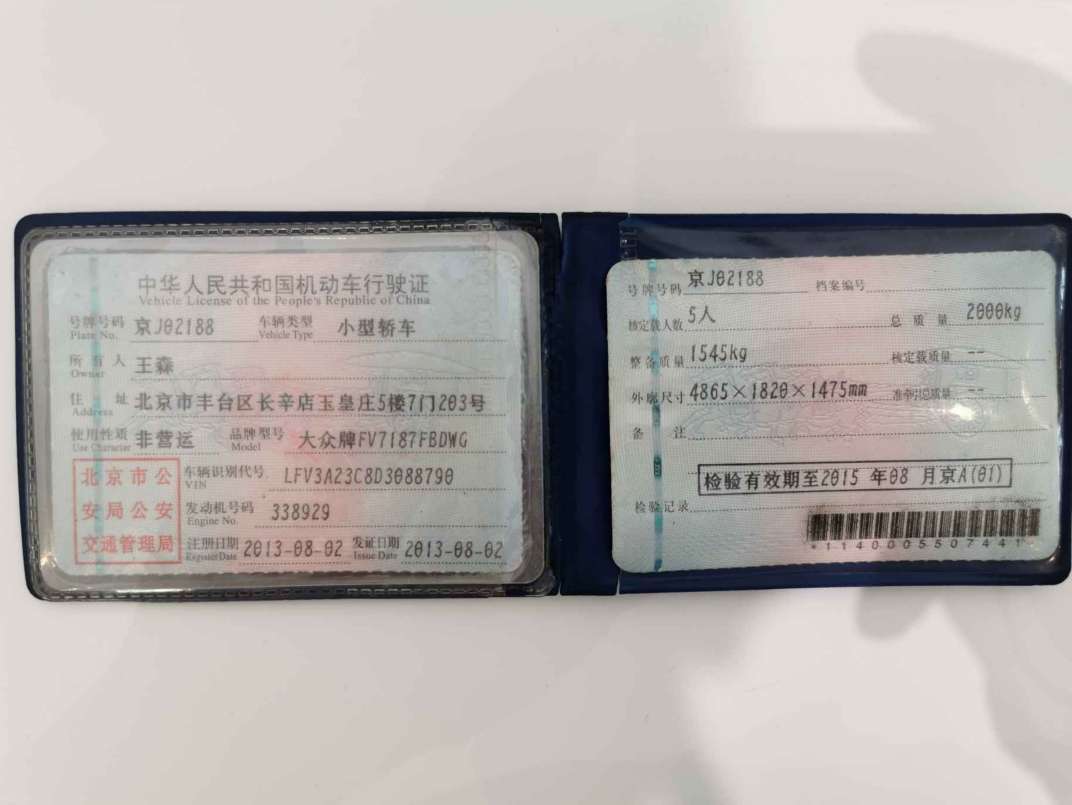 中华人民共和国机动车行驶证
Vehicle License of the People's Republic of China
号牌号码 京J02188 车辆类型 小型轿车
Plate No. Vehicle Type
所有人 王淼
Owner
住址 北京市丰台区长辛店玉皇庄5楼7门203号
Address
使用性质 非营运 品牌型号 大众牌FV7187FBDWG
Use Character Model
北京市公
安局公安
交通管理局
车辆识别代号 LFV3A23C8D3088790
VIN
发动机号码 338929
Engine No.
注册日期 2013-08-02 发证日期 2013-08-02
Register Date Issue Date
号牌号码 京J02188 档案编号
核定载人数 5人 总质量 2000kg
整备质量 1545kg 核定载质量 --
外廓尺寸 4865×1820×1475mm 准牵引总质量 --
备注
检验有效期至2015年08月京A(01)
检验记录
*1140005507441*